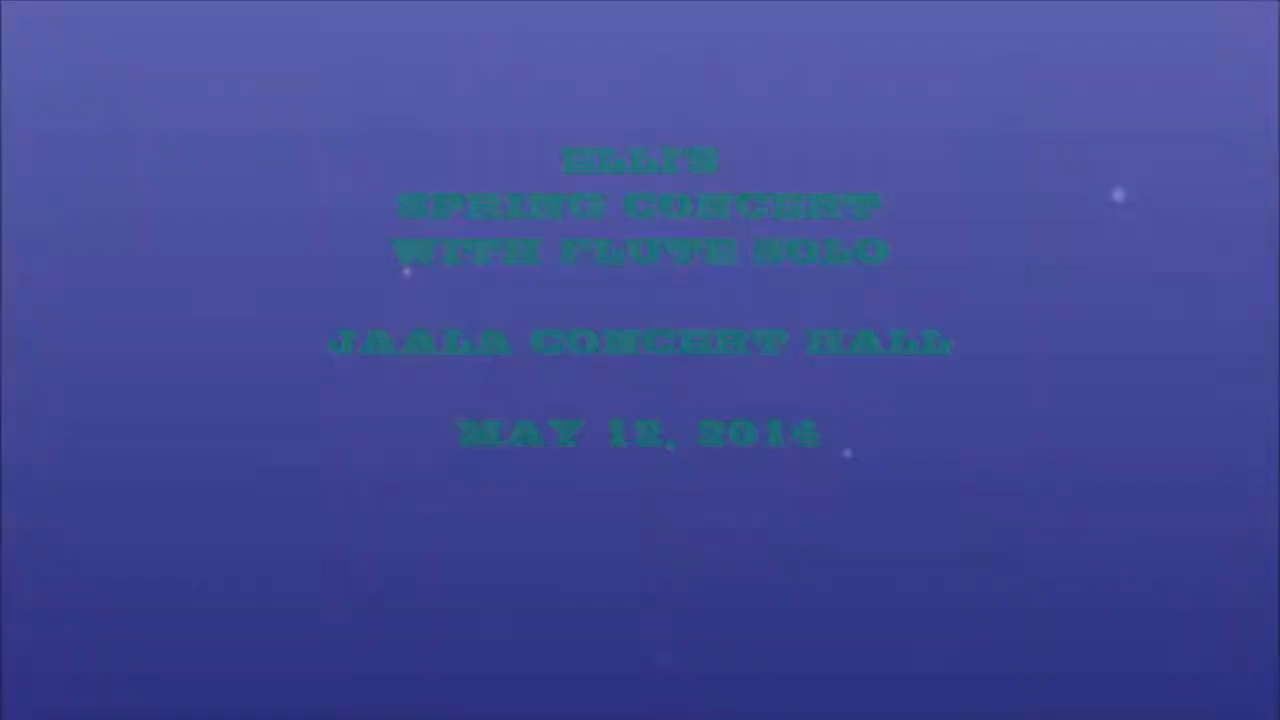 ELLI'S
SPRING CONCERT
WITH FLUTE SOLO
JAALA CONCERT HALL
MAY 12, 2014